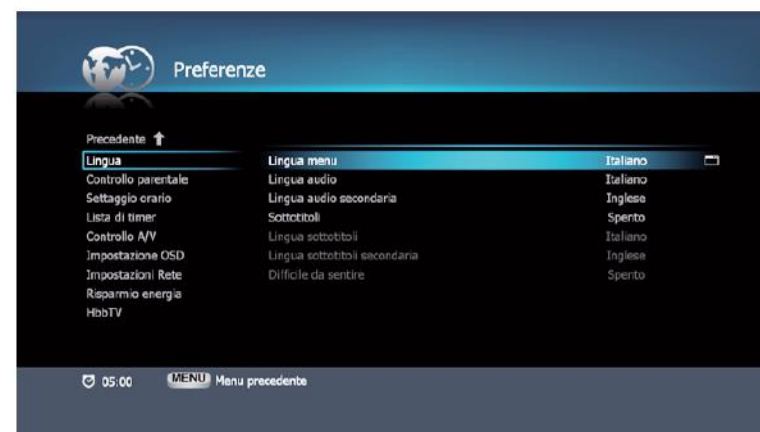 Preferenze
Precedente
Lingua Lingua menu Italiano
Controllo parentale Lingua audio Italiano
Settaggio orario Lingua audio secondaria Inglese
Lista di timer Sottotitoli Spento
Controllo A/V Lingua sottotitoli Italiano
Impostazione OSD Lingua sottotitoli secondaria Inglese
Impostazioni Rete Difficile da sentire Spento
Risparmio energia
HbbTV
05:00 MENU Menu precedente